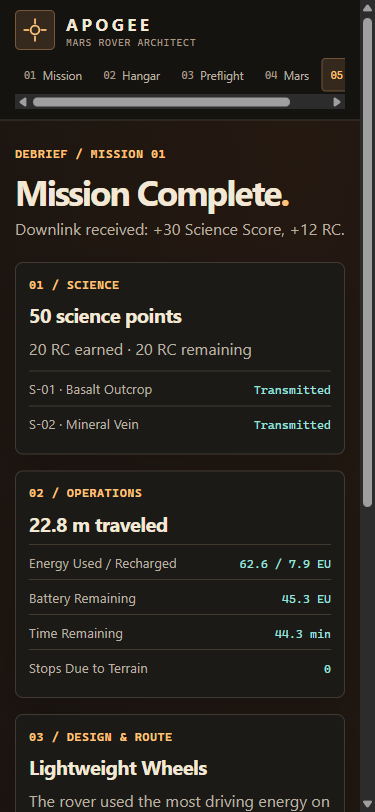 APOGEE
MARS ROVER ARCHITECT
01 Mission 02 Hangar 03 Preflight 04 Mars 05
DEBRIEF / MISSION 01
Mission Complete.
Downlink received: +30 Science Score, +12 RC.
01 / SCIENCE
50 science points
20 RC earned · 20 RC remaining
S-01 · Basalt Outcrop Transmitted
S-02 · Mineral Vein Transmitted
02 / OPERATIONS
22.8 m traveled
Energy Used / Recharged 62.6 / 7.9 EU
Battery Remaining 45.3 EU
Time Remaining 44.3 min
Stops Due to Terrain 0
03 / DESIGN & ROUTE
Lightweight Wheels
The rover used the most driving energy on